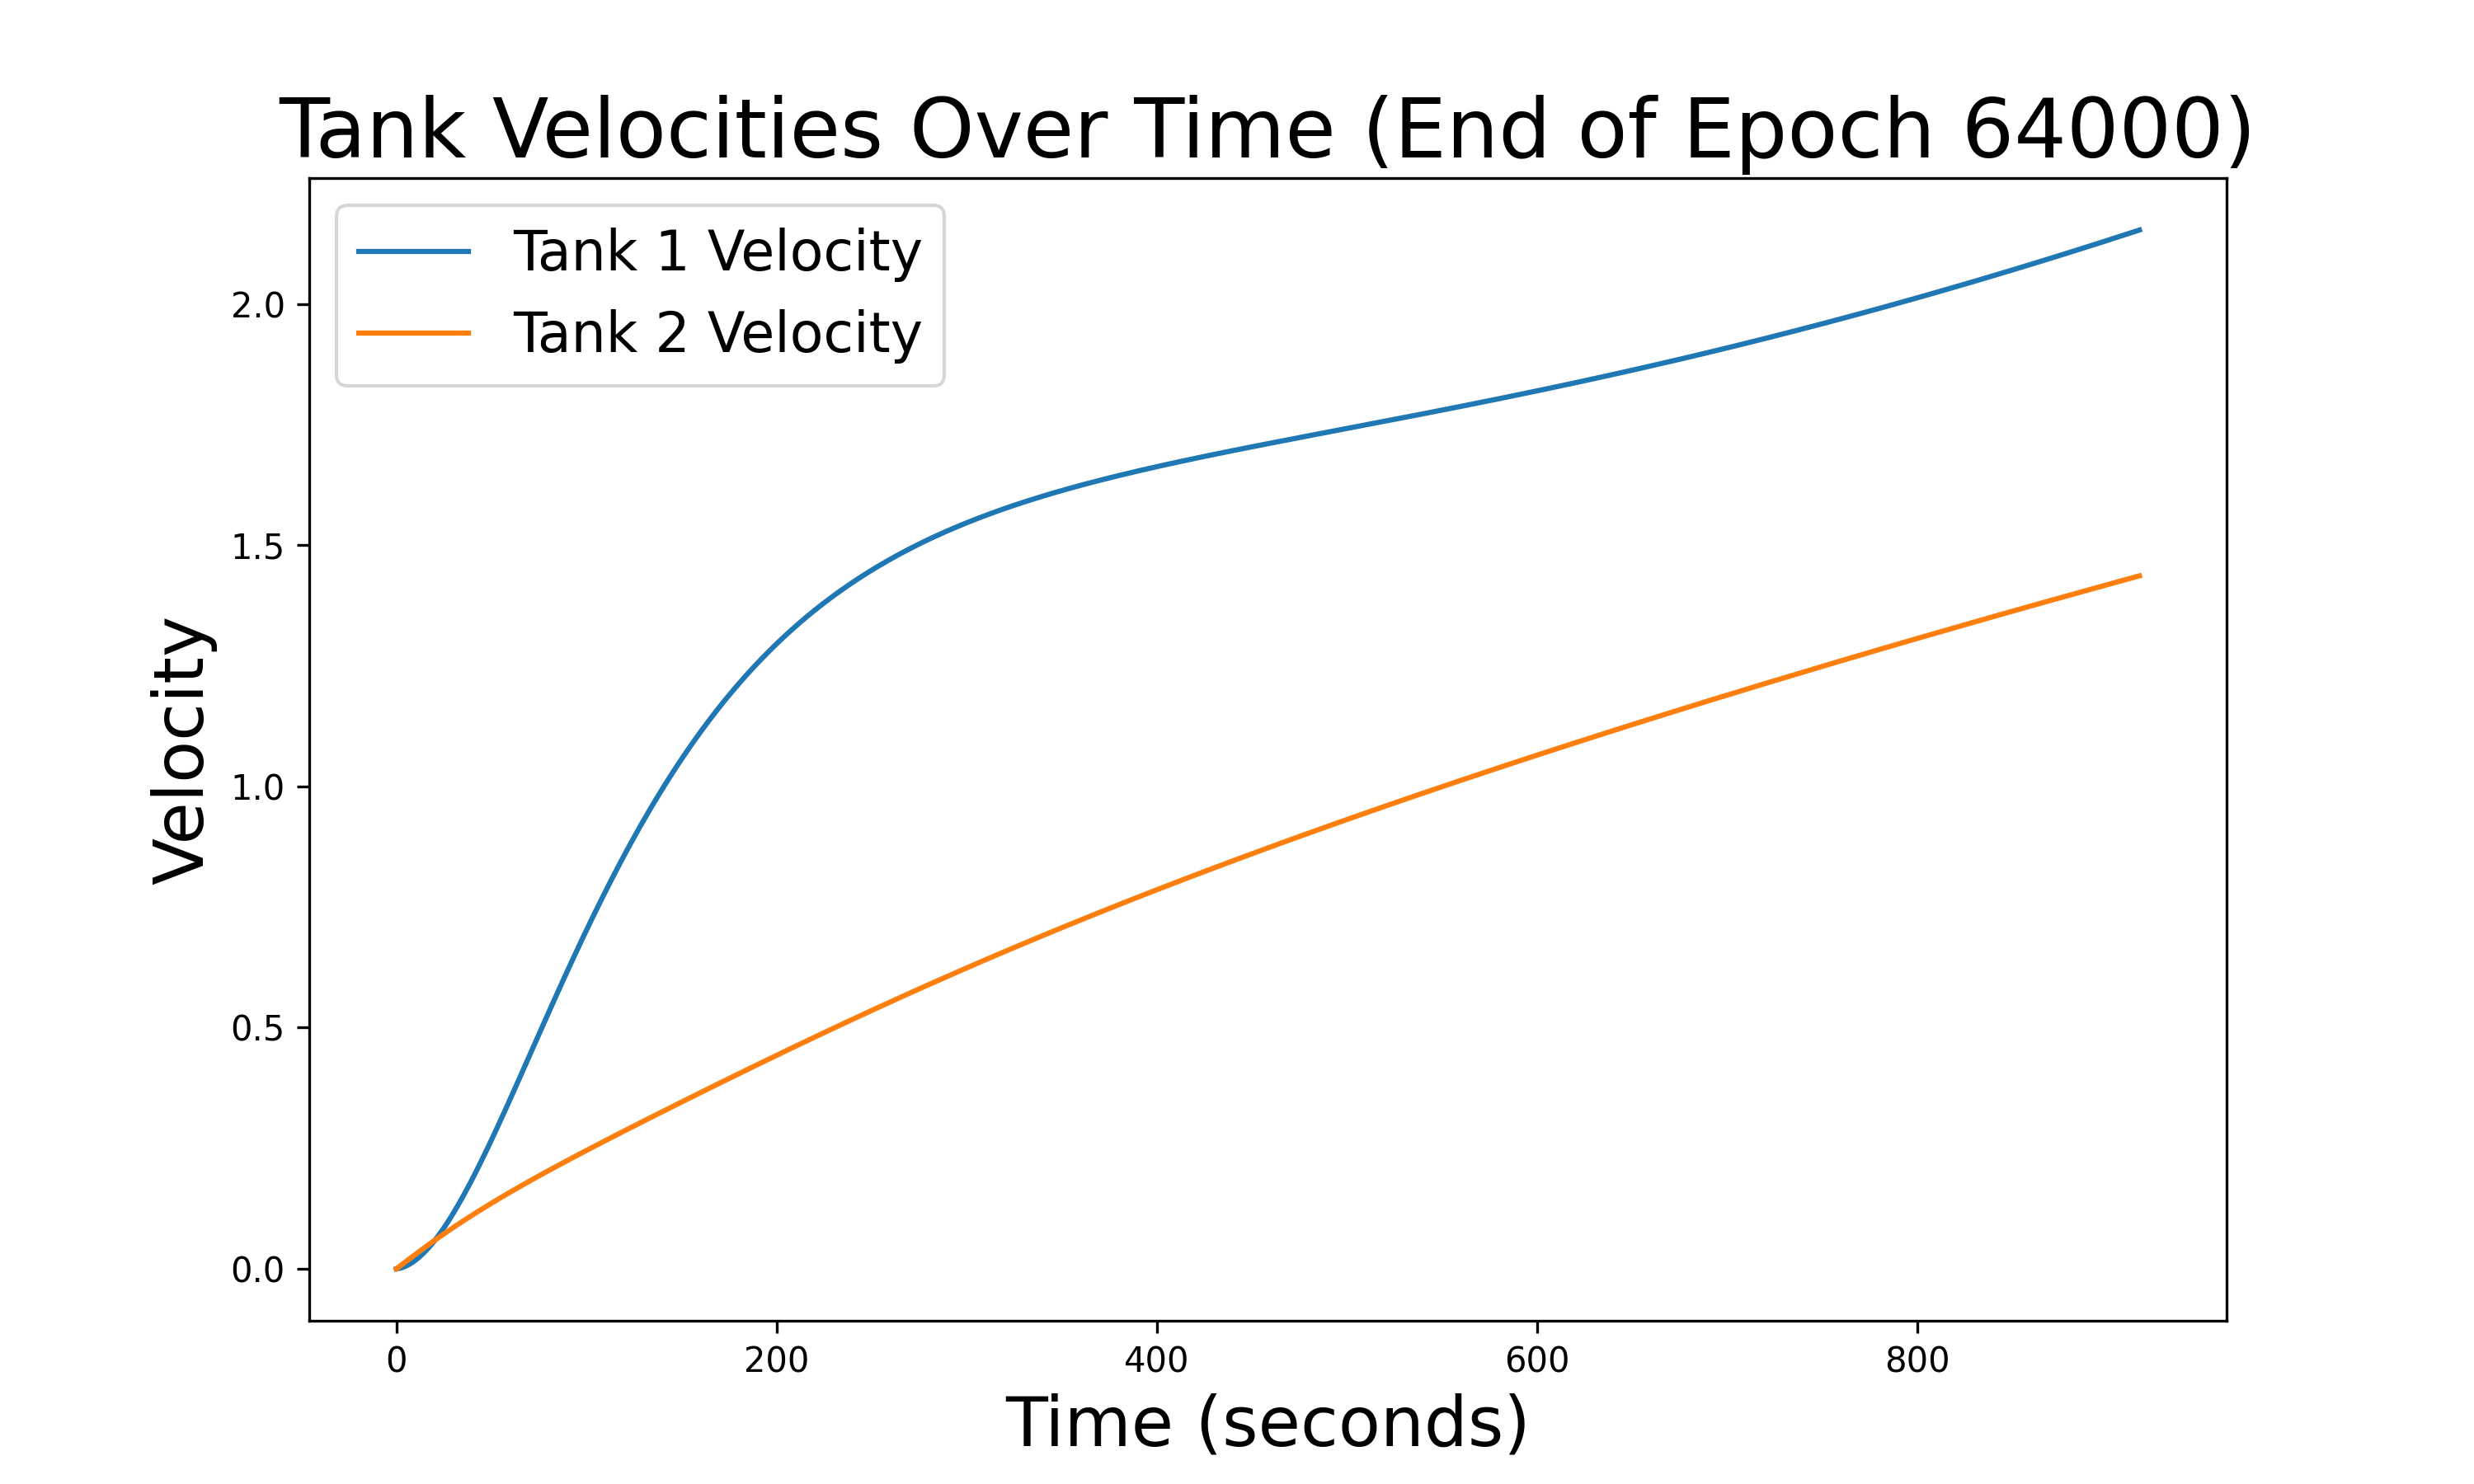 Tank Velocities Over Time (End of Epoch 64000)
Tank 1 Velocity
Tank 2 Velocity
Velocity
2.0
1.5
1.0
0.5
0.0
0 200 400 600 800
Time (seconds)